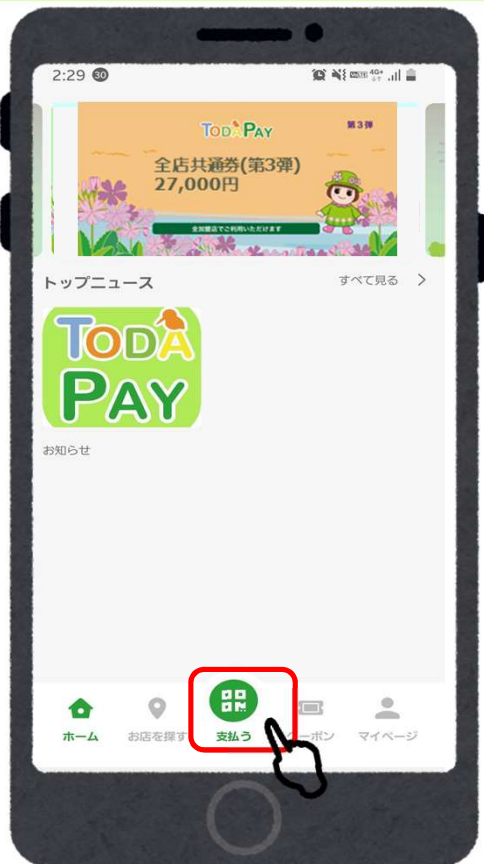 2:29 30
4G+
TODAPAY 第3弾
全店共通券(第3弾)
27,000円
全加盟店でご利用いただけます
トップニュース すべて見る >
TODA
PAY
お知らせ
ホーム お店を探す 支払う ーポン マイページ